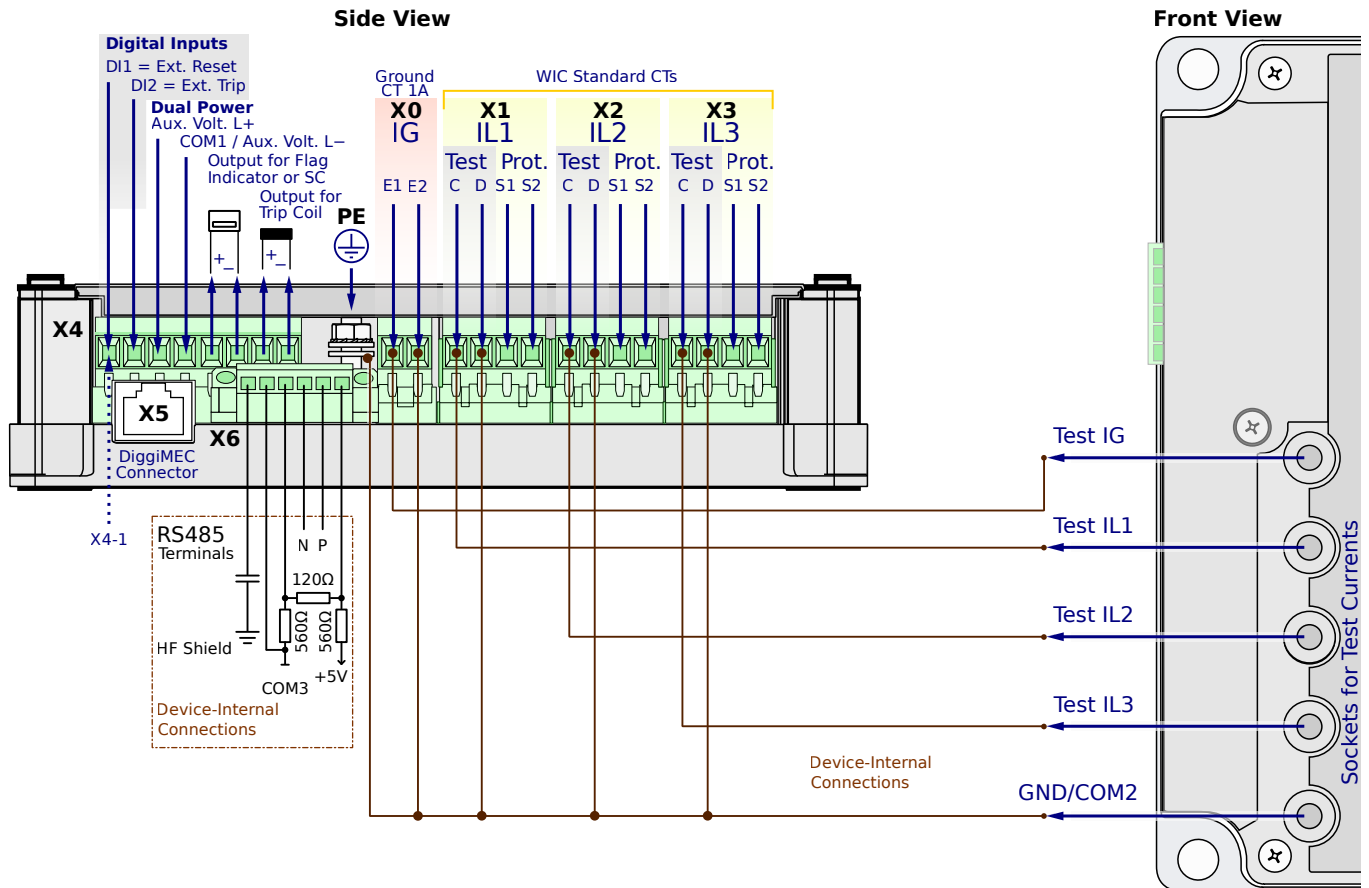 Side View
Front View
Digital Inputs
DI1 = Ext. Reset
DI2 = Ext. Trip
Dual Power
Aux. Volt. L+
COM1 / Aux. Volt. L−
Output for Flag
Indicator or SC
Output for
Trip Coil
+
−
+
−
PE
Ground
CT 1A
X0
IG
E1 E2
WIC Standard CTs
X1
IL1
Test Prot.
C D S1 S2
X2
IL2
Test Prot.
C D S1 S2
X3
IL3
Test Prot.
C D S1 S2
X4
X5
X6
DiggiMEC
Connector
X4-1
RS485
Terminals
N P
120Ω
560Ω
560Ω
HF Shield
+5V
COM3
Device-Internal
Connections
Test IG
Test IL1
Test IL2
Test IL3
Device-Internal
Connections
GND/COM2
Sockets for Test Currents